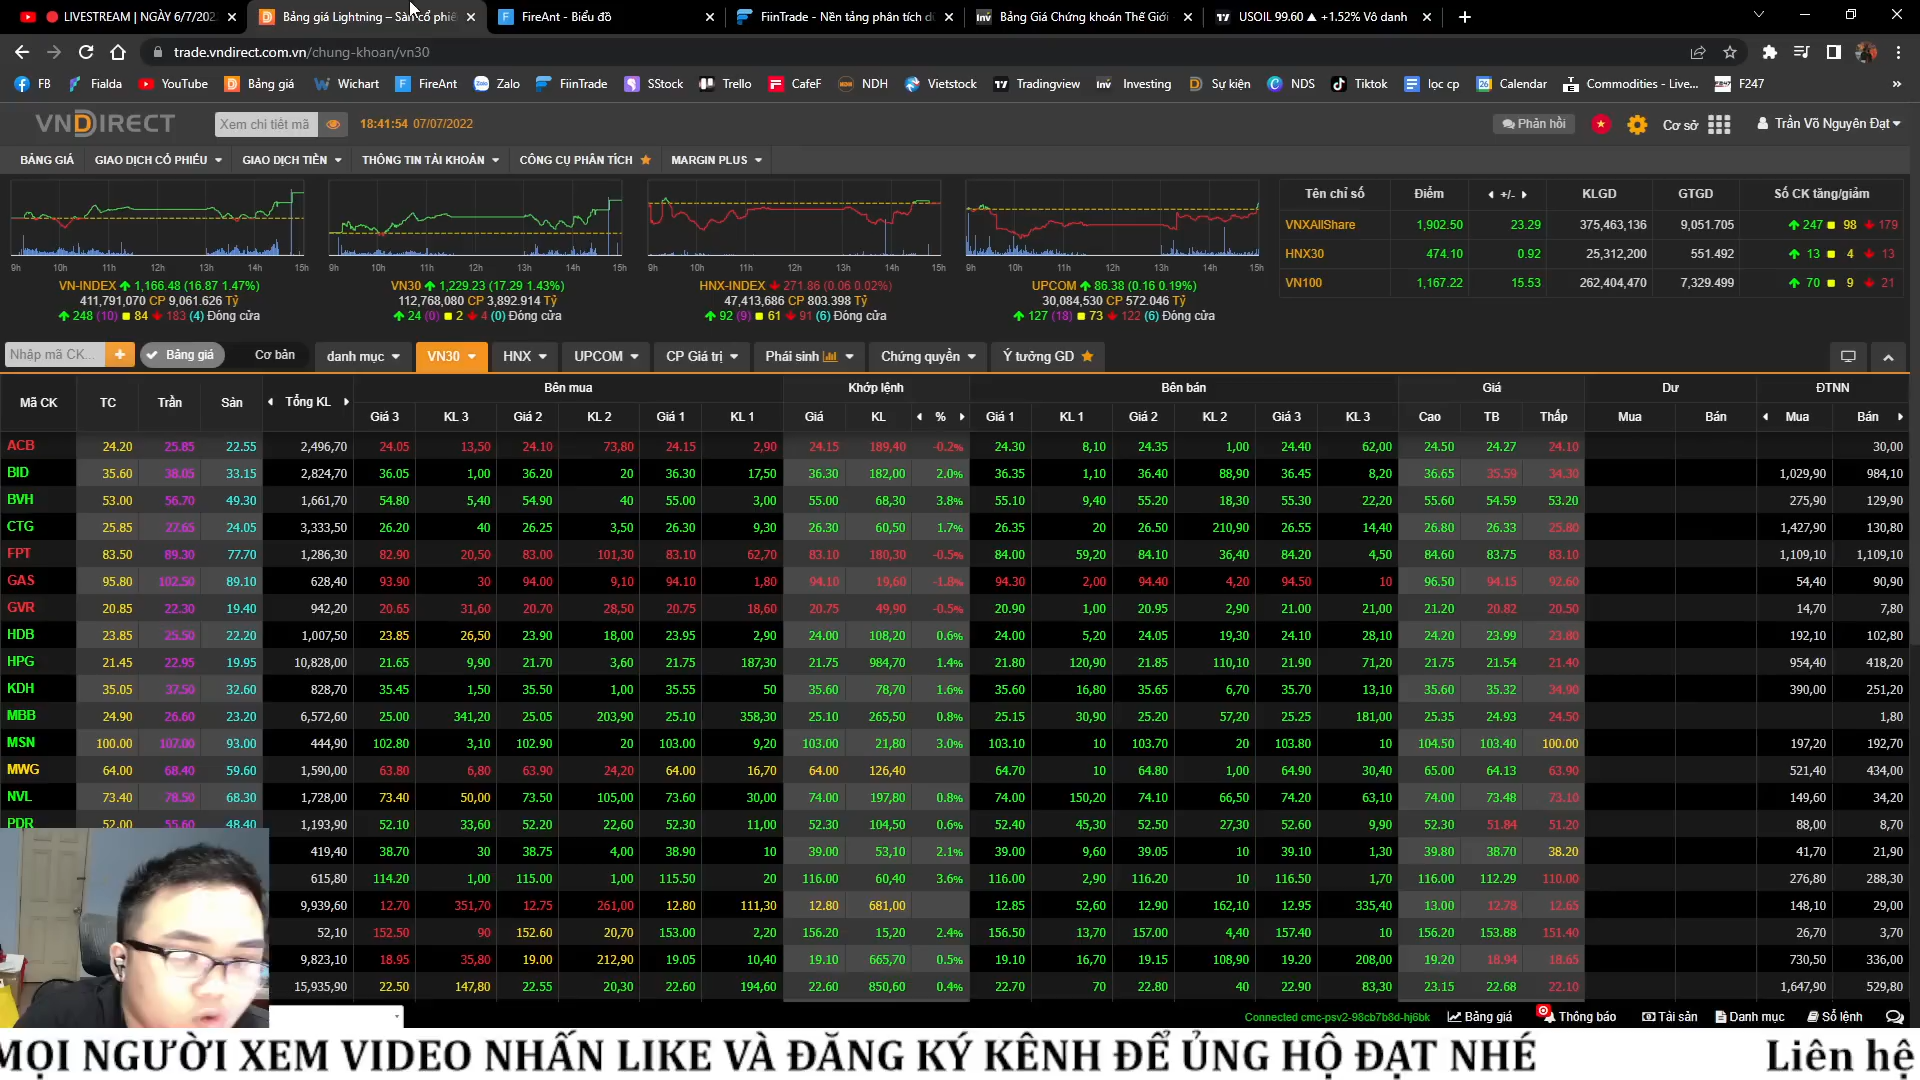 LIVESTREAM | NGÀY 6/7/202
Bảng giá Lightning – Sàn cổ phiế
FireAnt - Biểu đồ
FiinTrade - Nền tảng phân tích d
Bảng Giá Chứng khoán Thế Giới
USOIL 99.60 ▲ +1.52% Vô danh
trade.vndirect.com.vn/chung-khoan/vn30
FB Fialda YouTube Bảng giá Wichart FireAnt Zalo FiinTrade SStock Trello CafeF NDH Vietstock Tradingview Investing Sự kiện NDS Tiktok lọc cp Calendar Commodities - Live... F247
VNDIRECT Xem chi tiết mã 18:41:54 07/07/2022 Phản hồi Cơ sở Trần Võ Nguyên Đạt
BẢNG GIÁ GIAO DỊCH CỔ PHIẾU GIAO DỊCH TIỀN THÔNG TIN TÀI KHOẢN CÔNG CỤ PHÂN TÍCH MARGIN PLUS
9h 10h 11h 12h 13h 14h 15h
VN-INDEX 1,166.48 (16.87 1.47%)
411,791,070 CP 9,061.626 Tỷ
248 (10) 84 183 (4) Đóng cửa
9h 10h 11h 12h 13h 14h 15h
VN30 1,229.23 (17.29 1.43%)
112,768,080 CP 3,892.914 Tỷ
24 (0) 2 4 (0) Đóng cửa
9h 10h 11h 12h 13h 14h 15h
HNX-INDEX 271.86 (0.06 0.02%)
47,413,686 CP 803.398 Tỷ
92 (9) 61 91 (6) Đóng cửa
9h 10h 11h 12h 13h 14h 15h
UPCOM 86.38 (0.16 0.19%)
30,084,530 CP 572.046 Tỷ
127 (18) 73 122 (6) Đóng cửa
Tên chỉ số Điểm +/- KLGD GTGD Số CK tăng/giảm
VNXAllShare 1,902.50 23.29 375,463,136 9,051.705 247 98 179
HNX30 474.10 0.92 25,312,200 551.492 13 4 13
VN100 1,167.22 15.53 262,404,470 7,329.499 70 9 21
Nhập mã CK... + Bảng giá Cơ bản danh mục VN30 HNX UPCOM CP Giá trị Phái sinh Chứng quyền Ý tưởng GD
Mã CK TC Trần Sàn Tổng KL Bên mua Khớp lệnh Bên bán Giá Dư ĐTNN
Giá 3 KL 3 Giá 2 KL 2 Giá 1 KL 1 Giá KL % Giá 1 KL 1 Giá 2 KL 2 Giá 3 KL 3 Cao TB Thấp Mua Bán Mua Bán
ACB 24.20 25.85 22.55 2,496,70 24.05 13,50 24.10 73,80 24.15 2,90 24.15 189,40 -0.2% 24.30 8,10 24.35 1,00 24.40 62,00 24.50 24.27 24.10 30,00
BID 35.60 38.05 33.15 2,824,70 36.05 1,00 36.20 20 36.30 17,50 36.30 182,00 2.0% 36.35 1,10 36.40 88,90 36.45 8,20 36.65 35.59 34.30 1,029,90 984,10
BVH 53.00 56.70 49.30 1,661,70 54.80 5,40 54.90 40 55.00 3,00 55.00 68,30 3.8% 55.10 9,40 55.20 18,30 55.30 22,20 55.60 54.59 53.20 275,90 129,90
CTG 25.85 27.65 24.05 3,333,50 26.20 40 26.25 3,50 26.30 9,30 26.30 60,50 1.7% 26.35 20 26.50 210,90 26.55 14,40 26.80 26.33 25.80 1,427,90 130,80
FPT 83.50 89.30 77.70 1,286,30 82.90 20,50 83.00 101,30 83.10 62,70 83.10 180,30 -0.5% 84.00 59,20 84.10 36,40 84.20 4,50 84.60 83.75 83.10 1,109,10 1,109,10
GAS 95.80 102.50 89.10 628,40 93.90 30 94.00 9,10 94.10 1,80 94.10 19,60 -1.8% 94.30 2,00 94.40 4,20 94.50 10 96.50 94.15 92.60 54,40 90,90
GVR 20.85 22.30 19.40 942,20 20.65 31,60 20.70 28,50 20.75 18,60 20.75 49,90 -0.5% 20.90 1,00 20.95 2,90 21.00 21,00 21.20 20.82 20.50 14,70 7,80
HDB 23.85 25.50 22.20 1,007,50 23.85 26,50 23.90 18,00 23.95 2,90 24.00 108,20 0.6% 24.00 5,20 24.05 19,30 24.10 28,10 24.20 23.99 23.80 192,10 102,80
HPG 21.45 22.95 19.95 10,828,00 21.65 9,90 21.70 3,60 21.75 187,30 21.75 984,70 1.4% 21.80 120,90 21.85 110,10 21.90 71,20 21.75 21.54 21.40 954,40 418,20
KDH 35.05 37.50 32.60 828,70 35.45 1,50 35.50 1,00 35.55 50 35.60 78,70 1.6% 35.60 16,80 35.65 6,70 35.70 13,10 35.60 35.32 34.90 390,00 251,20
MBB 24.90 26.60 23.20 6,572,60 25.00 341,20 25.05 203,90 25.10 358,30 25.10 265,50 0.8% 25.15 30,90 25.20 57,20 25.25 181,00 25.35 24.93 24.50 1,80
MSN 100.00 107.00 93.00 444,90 102.80 3,10 102.90 20 103.00 9,20 103.00 21,80 3.0% 103.10 10 103.70 20 103.80 10 104.50 103.40 100.00 197,20 192,70
MWG 64.00 68.40 59.60 1,590,00 63.80 6,80 63.90 24,20 64.00 16,70 64.00 126,40 64.70 10 64.80 1,00 64.90 30,40 65.00 64.13 63.90 521,40 434,00
NVL 73.40 78.50 68.30 1,728,00 73.40 50,00 73.50 105,00 73.60 30,00 74.00 197,80 0.8% 74.00 150,20 74.10 66,50 74.20 63,10 74.00 73.48 73.10 149,60 34,20
PDR 52.00 55.60 48.40 1,193,90 52.10 33,60 52.20 22,60 52.30 11,00 52.30 104,50 0.6% 52.40 45,30 52.50 27,30 52.60 9,90 52.30 51.84 51.20 88,00 8,70
419,40 38.70 30 38.75 4,00 38.90 10 39.00 53,10 2.1% 39.00 9,60 39.05 10 39.10 1,30 39.80 38.70 38.20 41,70 21,90
615,80 114.20 1,00 115.00 1,00 115.50 20 116.00 60,40 3.6% 116.00 2,90 116.20 10 116.50 1,70 116.00 112.29 110.00 276,80 288,30
9,939,60 12.70 351,70 12.75 261,00 12.80 111,30 12.80 681,00 12.85 52,60 12.90 162,10 12.95 335,40 13.00 12.78 12.65 148,10 29,00
52,10 152.50 90 152.60 20,70 153.00 2,20 156.20 15,20 2.4% 156.50 13,70 157.00 4,40 157.40 10 156.20 153.88 151.40 26,70 3,70
9,823,10 18.95 35,80 19.00 212,90 19.05 10,40 19.10 665,70 0.5% 19.10 16,70 19.15 108,90 19.20 208,00 19.20 18.94 18.65 730,50 336,00
15,935,90 22.50 147,80 22.55 20,30 22.60 194,60 22.60 850,60 0.4% 22.70 70 22.80 40 22.90 83,30 23.15 22.68 22.10 1,647,90 529,80
Connected cmc-psv2-98cb7b8d-hj6bk Bảng giá Thông báo Tài sản Danh mục Sổ lệnh
MỌI NGƯỜI XEM VIDEO NHẤN LIKE VÀ ĐĂNG KÝ KÊNH ĐỂ ỦNG HỘ ĐẠT NHÉ Liên hệ